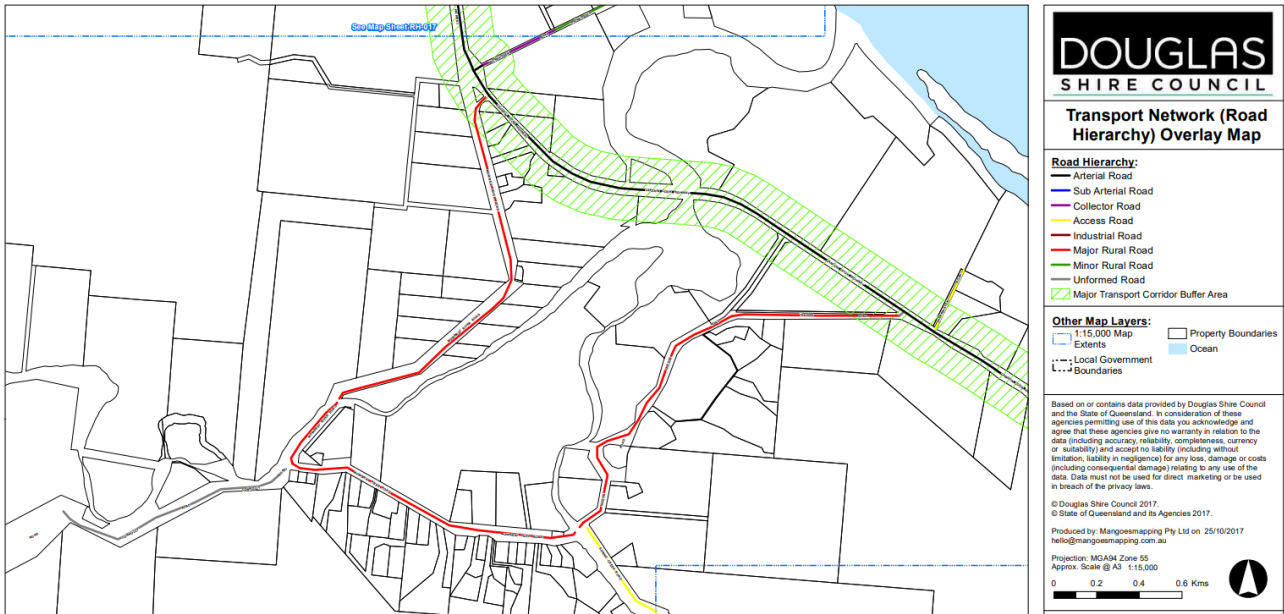 See Map Sheet RH-017
DOUGLAS
SHIRE COUNCIL
Transport Network (Road
Hierarchy) Overlay Map
Road Hierarchy:
Arterial Road
Sub Arterial Road
Collector Road
Access Road
Industrial Road
Major Rural Road
Minor Rural Road
Unformed Road
Major Transport Corridor Buffer Area
Other Map Layers:
1:15,000 Map
Extents
Local Government
Boundaries
Property Boundaries
Ocean
Based on or contains data provided by Douglas Shire Council
and the State of Queensland. In consideration of these
agencies permitting use of this data you acknowledge and
agree that these agencies give no warranty in relation to the
data (including accuracy, reliability, completeness, currency
or suitability) and accept no liability (including without
limitation, liability in negligence) for any loss, damage or costs
(including consequential damage) relating to any use of the
data. Data must not be used for direct marketing or be used
in breach of the privacy laws.
© Douglas Shire Council 2017.
© State of Queensland and its Agencies 2017.
Produced by: Mangoesmapping Pty Ltd on 25/10/2017
hello@mangoesmapping.com.au
Projection: MGA94 Zone 55
Approx. Scale @ A3 1:15,000
0 0.2 0.4 0.6 Kms